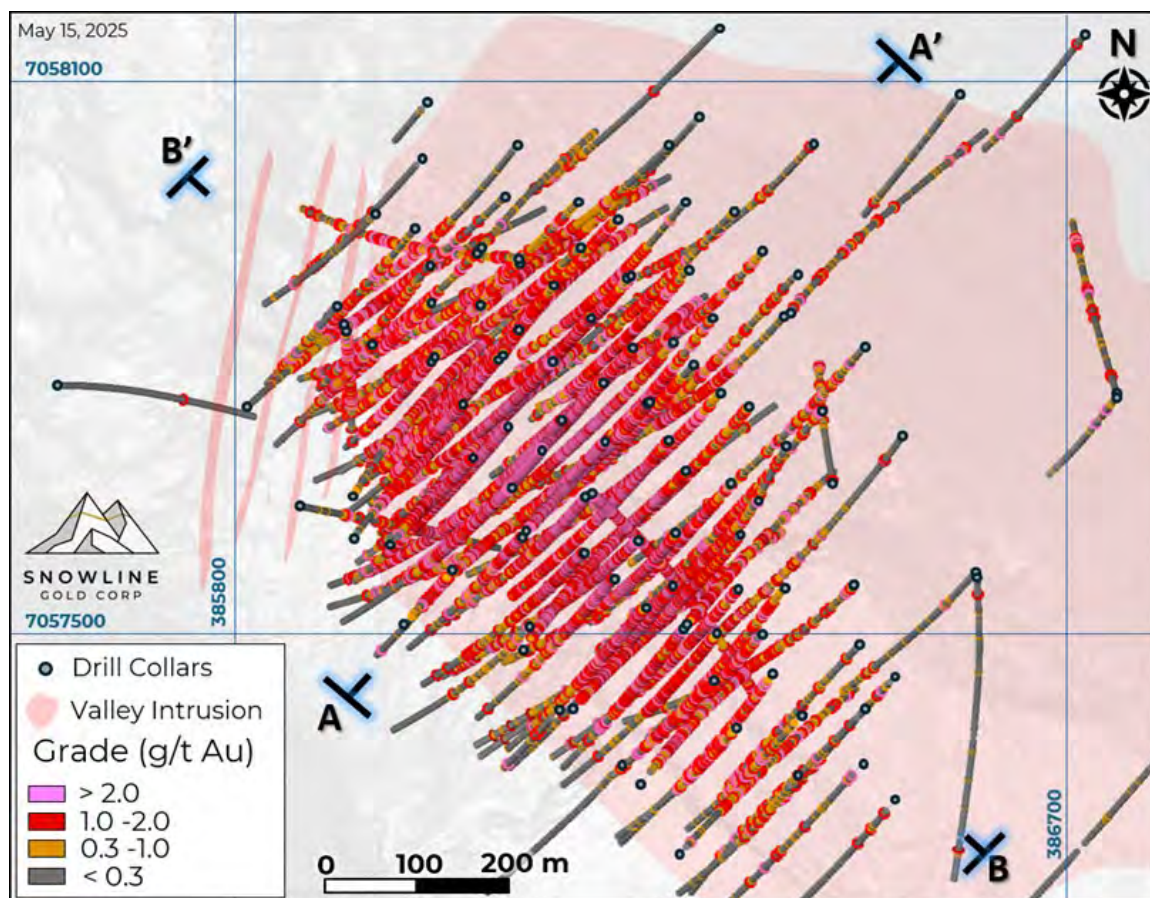 May 15, 2025
7058100
A'
N
B'
SNOWLINE
GOLD CORP
385800
7057500
Drill Collars
Valley Intrusion
Grade (g/t Au)
> 2.0
1.0 -2.0
0.3 -1.0
< 0.3
A
0 100 200 m
B
386700